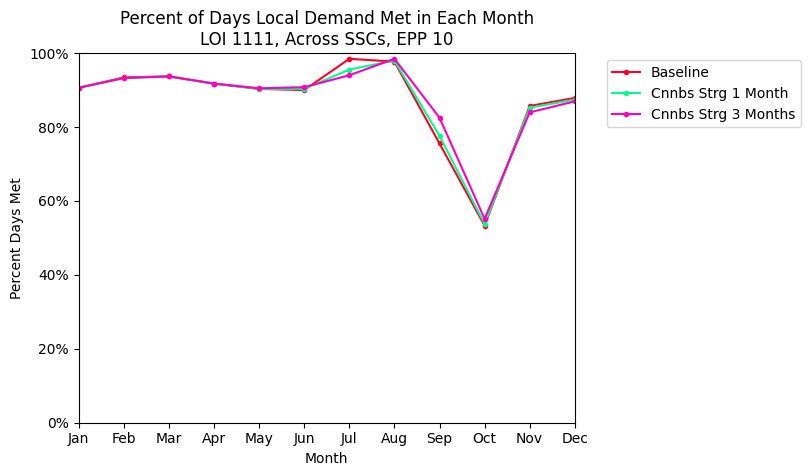 Percent of Days Local Demand Met in Each Month
LOI 1111, Across SSCs, EPP 10
100%
80%
60%
40%
20%
0%
Percent Days Met
Jan Feb Mar Apr May Jun Jul Aug Sep Oct Nov Dec
Month
Baseline
Cnnbs Strg 1 Month
Cnnbs Strg 3 Months